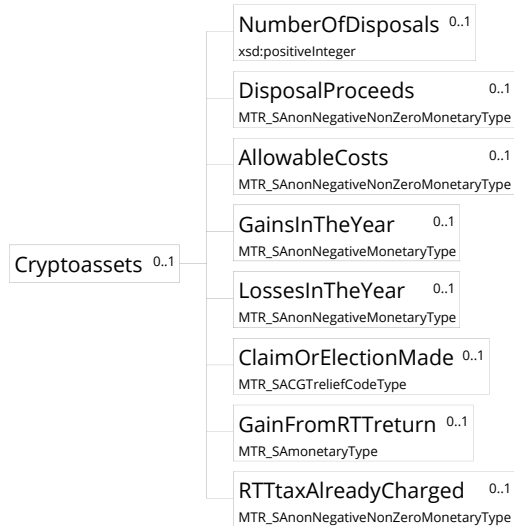 NumberOfDisposals 0..1
xsd:positiveInteger
DisposalProceeds 0..1
MTR_SAnonNegativeNonZeroMonetaryType
AllowableCosts 0..1
MTR_SAnonNegativeNonZeroMonetaryType
GainsInTheYear 0..1
MTR_SAnonNegativeMonetaryType
Cryptoassets 0..1
LossesInTheYear 0..1
MTR_SAnonNegativeMonetaryType
ClaimOrElectionMade 0..1
MTR_SACGTreliefCodeType
GainFromRTTreturn 0..1
MTR_SAmonetaryType
RTTtaxAlreadyCharged 0..1
MTR_SAnonNegativeNonZeroMonetaryType